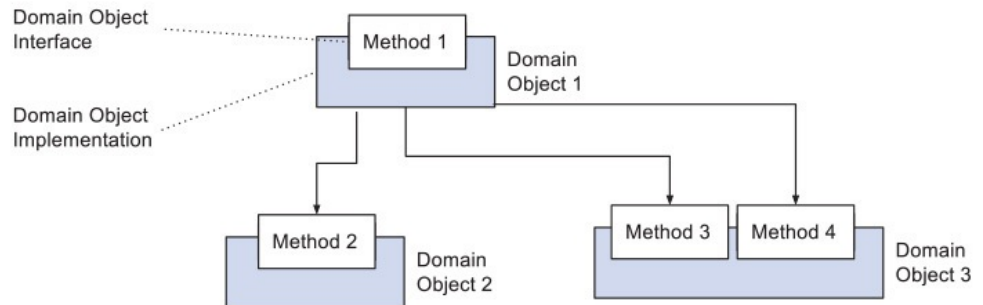 Domain Object
Interface
Method 1
Domain
Object 1
Domain Object
Implementation
Method 2
Domain
Object 2
Method 3
Method 4
Domain
Object 3